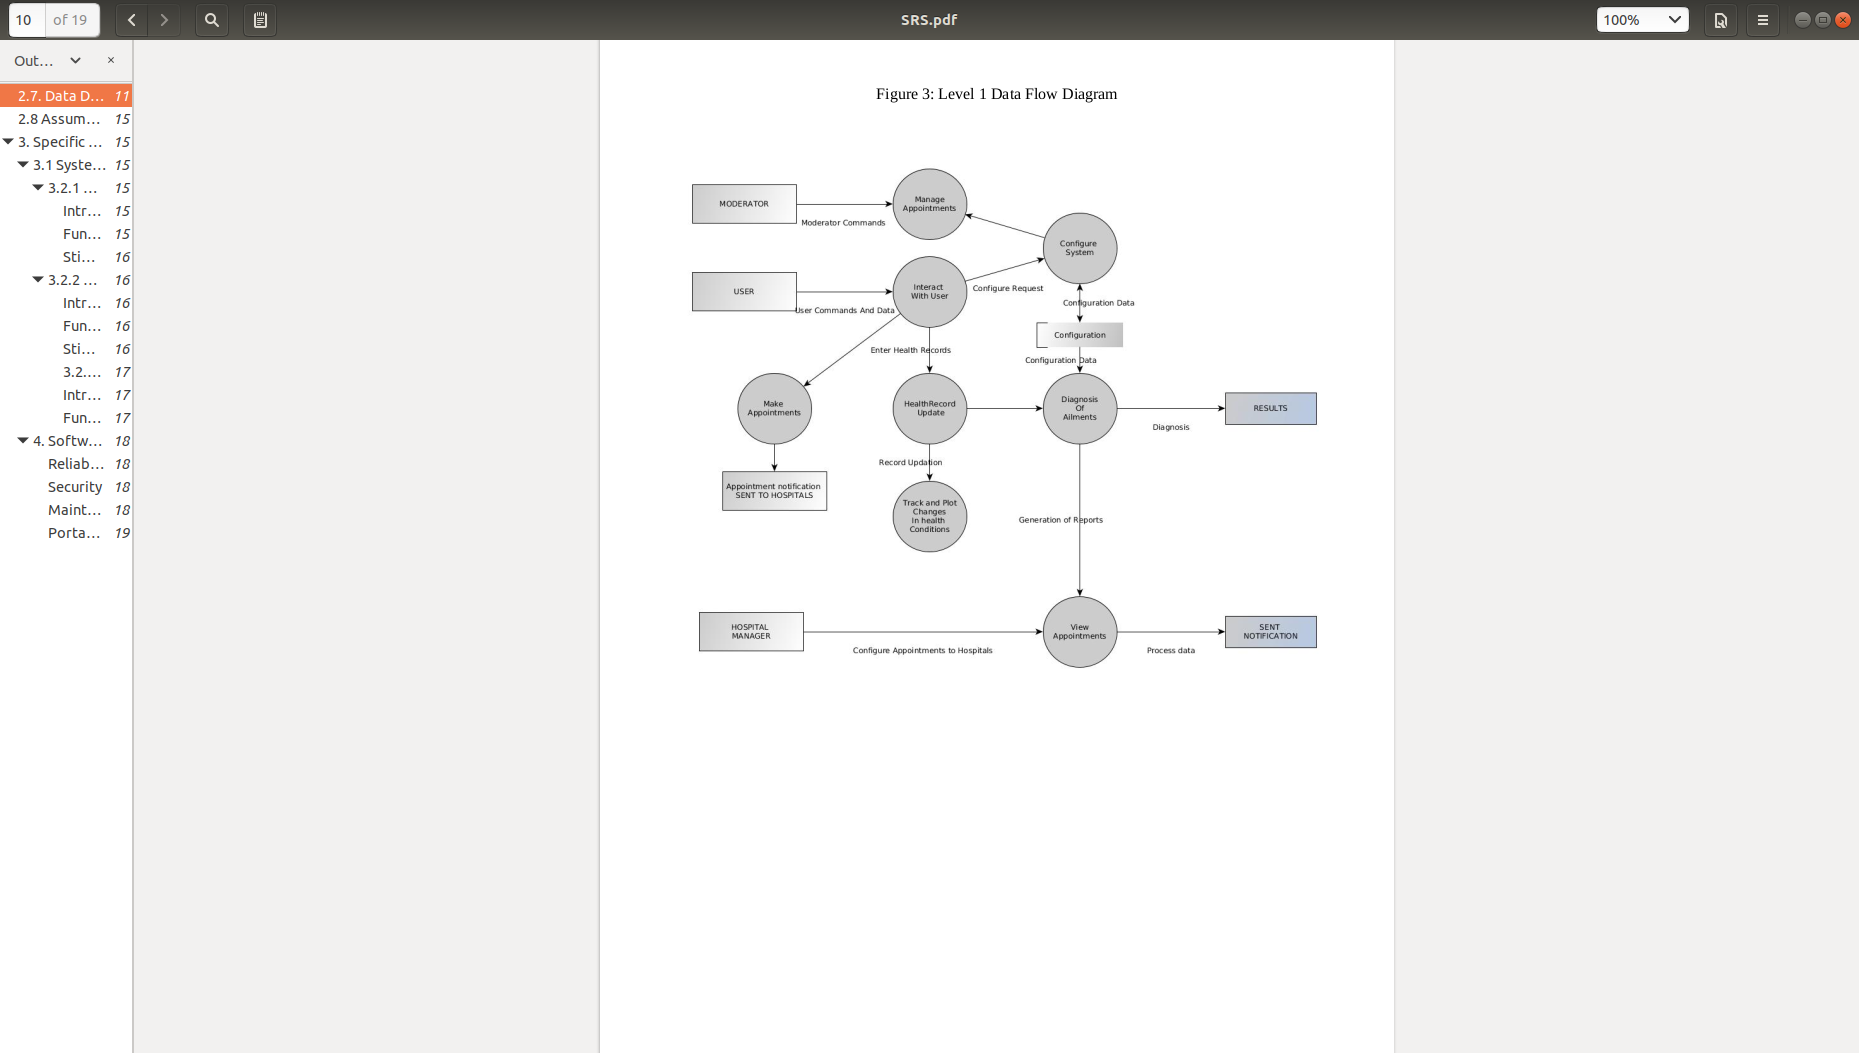 10
of 19
SRS.pdf
100%
Out...
2.7. Data D... 11
2.8 Assum... 15
3. Specific ... 15
3.1 Syste... 15
3.2.1 ... 15
Intr... 15
Fun... 15
Sti... 16
3.2.2 ... 16
Intr... 16
Fun... 16
Sti... 16
3.2.... 17
Intr... 17
Fun... 17
4. Softw... 18
Reliab... 18
Security 18
Maint... 18
Porta... 19
Figure 3: Level 1 Data Flow Diagram
MODERATOR
Moderator Commands
Manage
Appointments
Configure
System
USER
User Commands And Data
Interact
With User
Configure Request
Configuration Data
Configuration
Configuration Data
Enter Health Records
Make
Appointments
HealthRecord
Update
Diagnosis
Of
Ailments
Diagnosis
RESULTS
Appointment notification
SENT TO HOSPITALS
Record Updation
Track and Plot
Changes
In health
Conditions
Generation of Reports
HOSPITAL
MANAGER
Configure Appointments to Hospitals
View
Appointments
Process data
SENT
NOTIFICATION